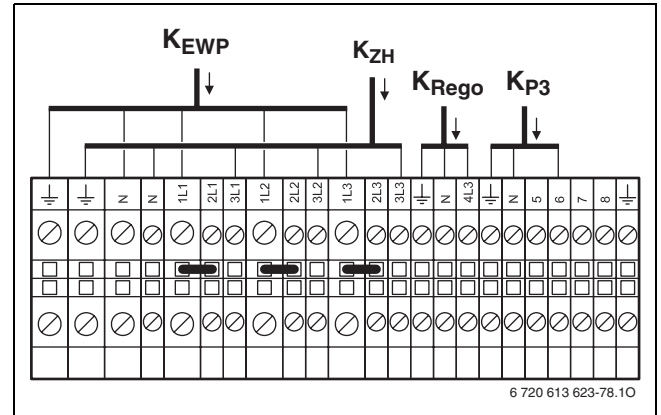 KEWP
KZH
KRego
KP3
N N 1L1 2L1 3L1 1L2 2L2 3L2 1L3 2L3 3L3 N 4L3 N 5 6 7 8
6 720 613 623-78.1O